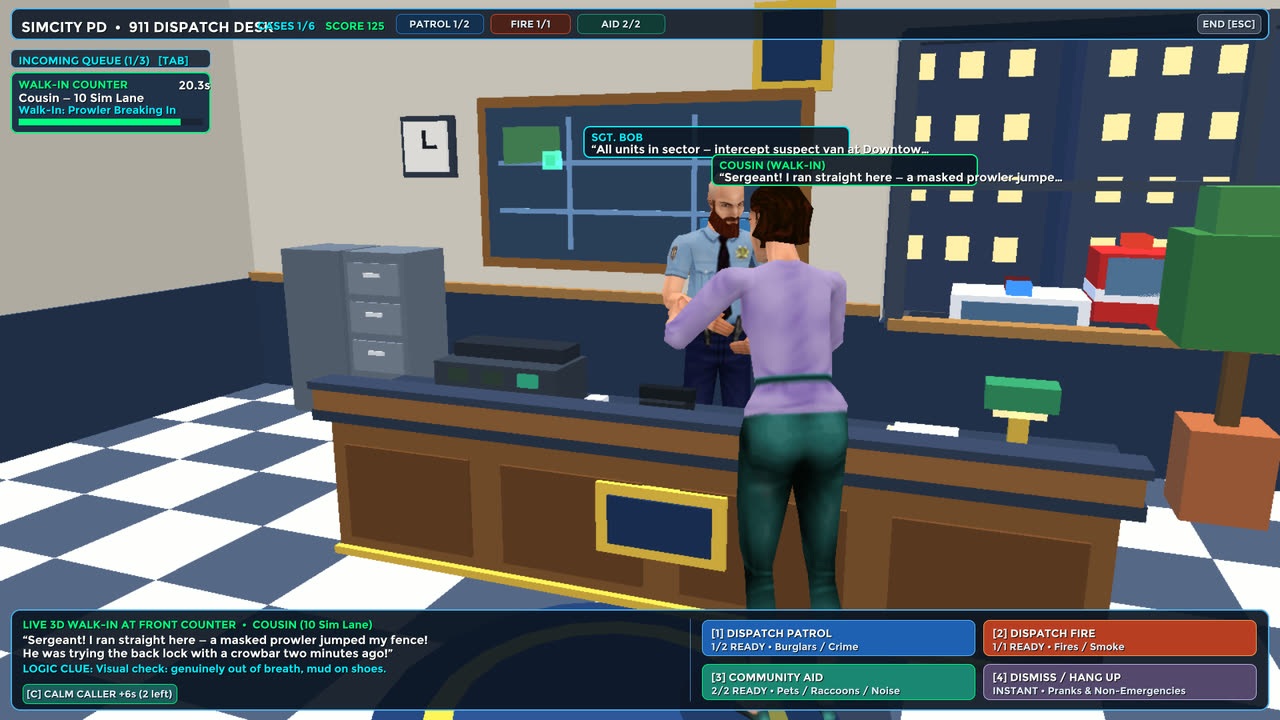 SIMCITY PD • 911 DISPATCH DESK
CASES 1/6
SCORE 125
PATROL 1/2
FIRE 1/1
AID 2/2
END [ESC]
INCOMING QUEUE (1/3) [TAB]
WALK-IN COUNTER
20.3s
Cousin – 10 Sim Lane
Walk-In: Prowler Breaking In
SGT. BOB
“All units in sector – intercept suspect van at Downtow...
COUSIN (WALK-IN)
“Sergeant! I ran straight here – a masked prowler jumpe...
LIVE 3D WALK-IN AT FRONT COUNTER • COUSIN (10 Sim Lane)
“Sergeant! I ran straight here – a masked prowler jumped my fence!
He was trying the back lock with a crowbar two minutes ago!”
LOGIC CLUE: Visual check: genuinely out of breath, mud on shoes.
[C] CALM CALLER +6s (2 left)
[1] DISPATCH PATROL
1/2 READY • Burglars / Crime
[2] DISPATCH FIRE
1/1 READY • Fires / Smoke
[3] COMMUNITY AID
2/2 READY • Pets / Raccoons / Noise
[4] DISMISS / HANG UP
INSTANT • Pranks & Non-Emergencies